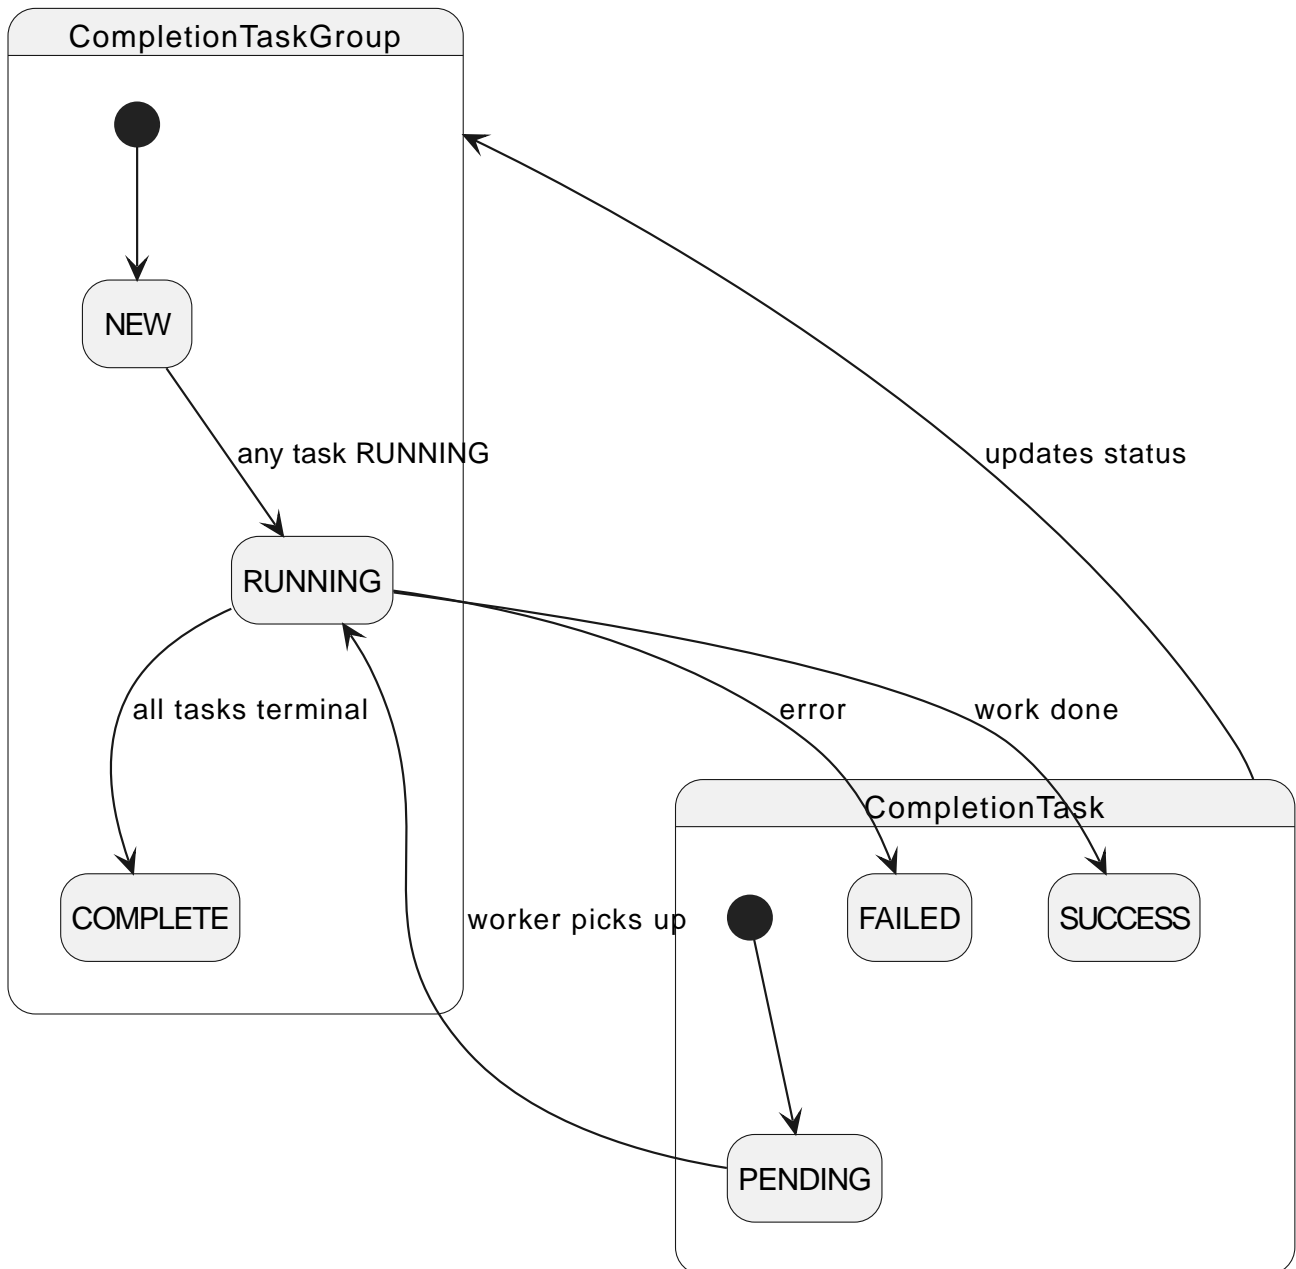 CompletionTaskGroup
NEW
any task RUNNING
updates status
RUNNING
all tasks terminal
error
work done
CompletionTask
COMPLETE
worker picks up
FAILED
SUCCESS
PENDING